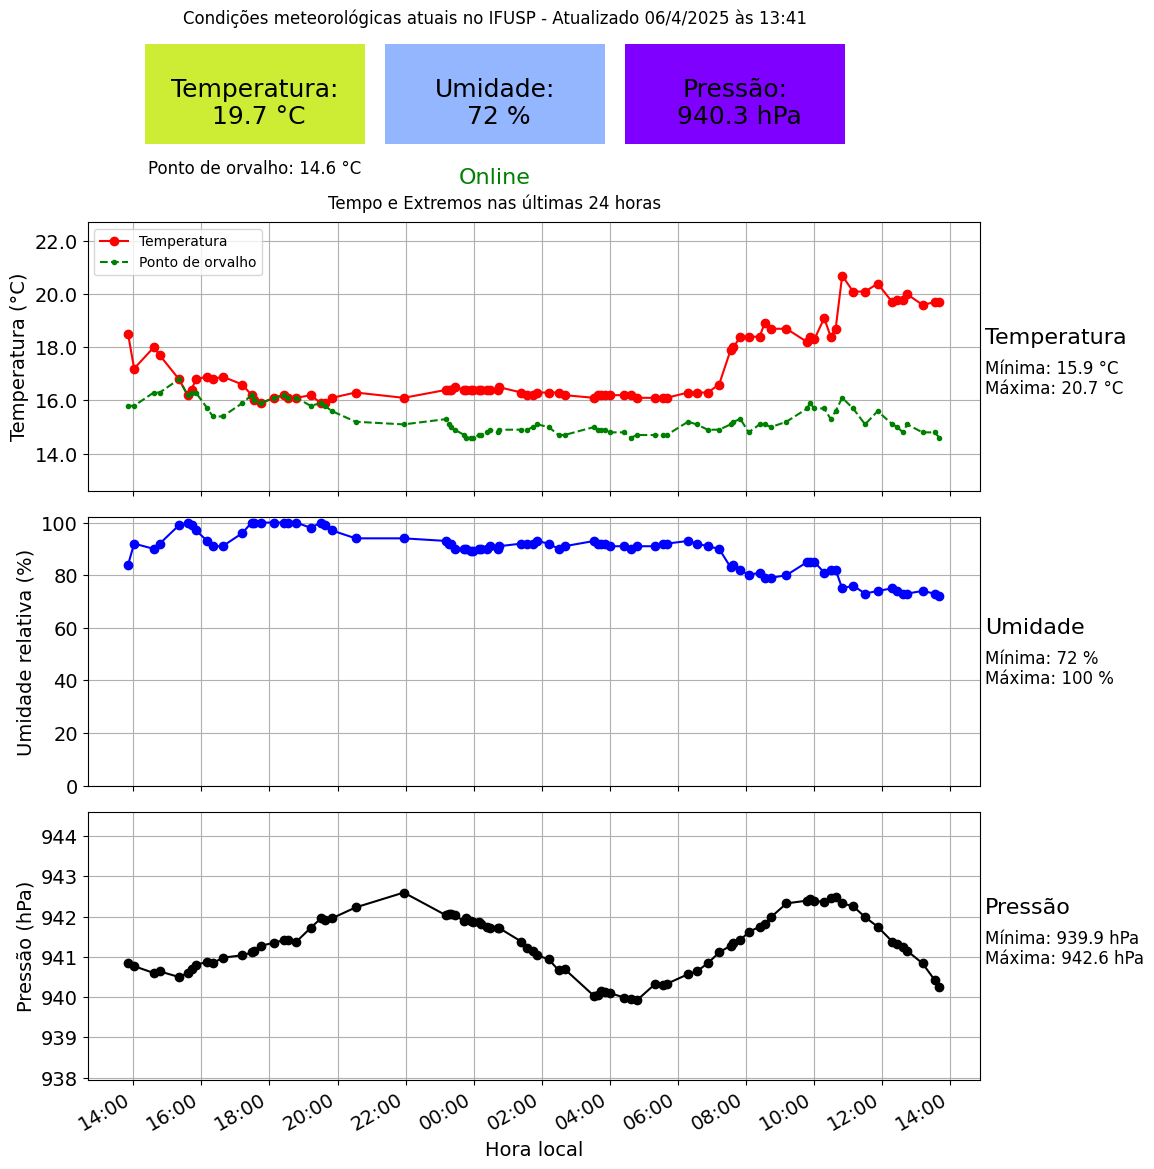 Condições meteorológicas atuais no IFUSP - Atualizado 06/4/2025 às 13:41
Temperatura:
19.7 °C
Umidade:
72 %
Pressão:
940.3 hPa
Ponto de orvalho: 14.6 °C
Online
Tempo e Extremos nas últimas 24 horas
Temperatura (°C)
22.0
20.0
18.0
16.0
14.0
Temperatura
Ponto de orvalho
Temperatura
Mínima: 15.9 °C
Máxima: 20.7 °C
Umidade relativa (%)
100
80
60
40
20
0
Umidade
Mínima: 72 %
Máxima: 100 %
Pressão (hPa)
944
943
942
941
940
939
938
Pressão
Mínima: 939.9 hPa
Máxima: 942.6 hPa
14:00
16:00
18:00
20:00
22:00
00:00
02:00
04:00
06:00
08:00
10:00
12:00
14:00
Hora local